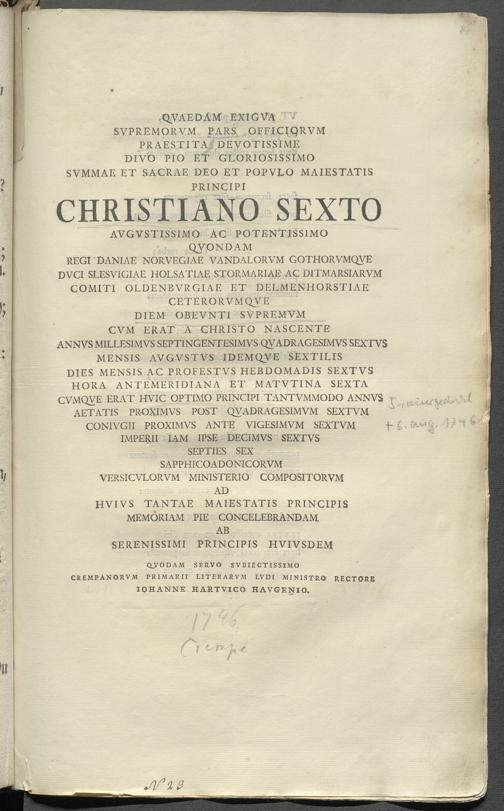 QVAEDAM EXIGVA
SVPREMORVM PARS OFFICIORVM
PRAESTITA DEVOTISSIME
DIVO PIO ET GLORIOSISSIMO
SVMMAE ET SACRAE DEO ET POPVLO MAIESTATIS
PRINCIPI
CHRISTIANO SEXTO
AVGVSTISSIMO AC POTENTISSIMO
QVONDAM
REGI DANIAE NORVEGIAE VANDALORVM GOTHORVMQVE
DVCI SLESVIGIAE HOLSATIAE STORMARIAE AC DITMARSIARVM
COMITI OLDENBVRGIAE ET DELMENHORSTIAE
CETERORVMQVE
DIEM OBEVNTI SVPREMVM
CVM ERAT A CHRISTO NASCENTE
ANNVS MILLESIMVS SEPTINGENTESIMVS QVADRAGESIMVS SEXTVS
MENSIS AVGVSTVS IDEMQVE SEXTILIS
DIES MENSIS AC PROFESTVS HEBDOMADIS SEXTVS
HORA ANTEMERIDIANA ET MATVTINA SEXTA
CVMQVE ERAT HVIC OPTIMO PRINCIPI TANTVMMODO ANNVS
AETATIS PROXIMVS POST QVADRAGESIMVM SEXTVM
CONIVGII PROXIMVS ANTE VIGESIMVM SEXTVM
IMPERII IAM IPSE DECIMVS SEXTVS
SEPTIES SEX
SAPPHICOADONICORVM
VERSICVLORVM MINISTERIO COMPOSITORVM
AD
HVIVS TANTAE MAIESTATIS PRINCIPIS
MEMORIAM PIE CONCELEBRANDAM
AB
SERENISSIMI PRINCIPIS HVIVSDEM
QVODAM SERVO SVBIECTISSIMO
CREMPANORVM PRIMARII LITERARVM LVDI MINISTRO RECTORE
IOHANNE HARTVICO HAVGENIO.
† 6. Aug. 1746
1746
Crempe
N 23